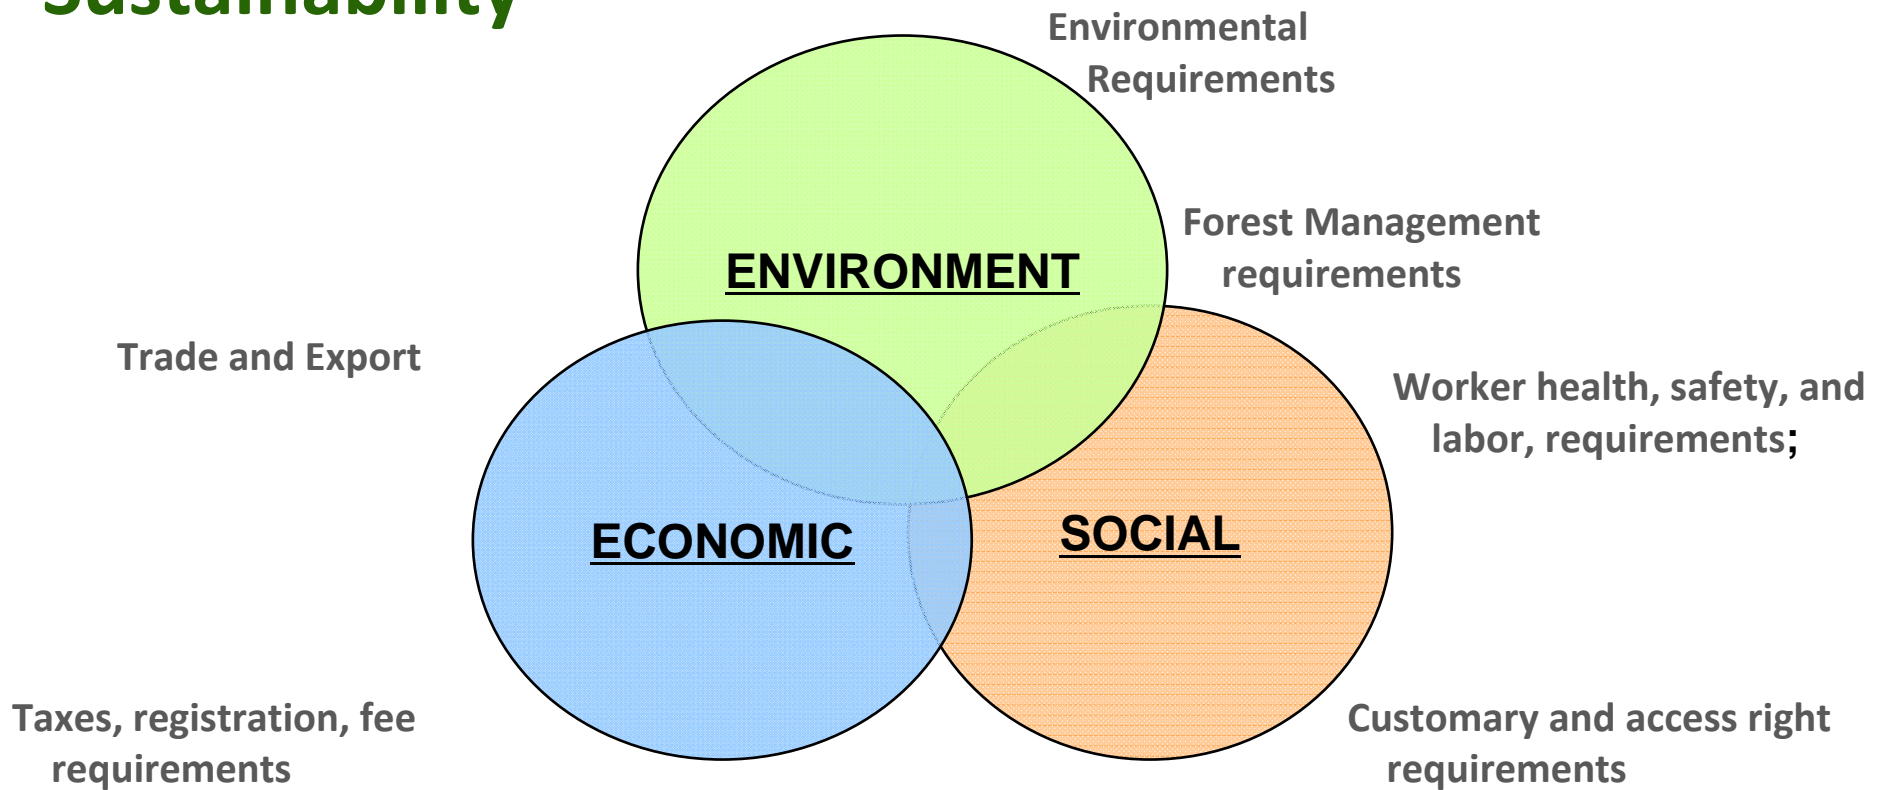 Sustainability
Environmental
Requirements
Forest Management
requirements
ENVIRONMENT
Trade and Export
Worker health, safety, and
labor, requirements;
ECONOMIC
SOCIAL
Taxes, registration, fee
requirements
Customary and access right
requirements